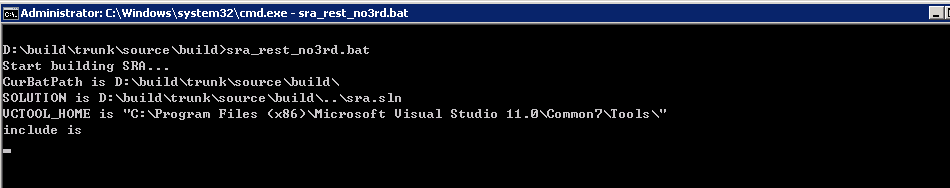 Administrator: C:\Windows\system32\cmd.exe - sra_rest_no3rd.bat
D:\build\trunk\source\build>sra_rest_no3rd.bat
Start building SRA...
CurBatPath is D:\build\trunk\source\build\
SOLUTION is D:\build\trunk\source\build\..\sra.sln
VCTOOL_HOME is "C:\Program Files (x86)\Microsoft Visual Studio 11.0\Common7\Tools\"
include is